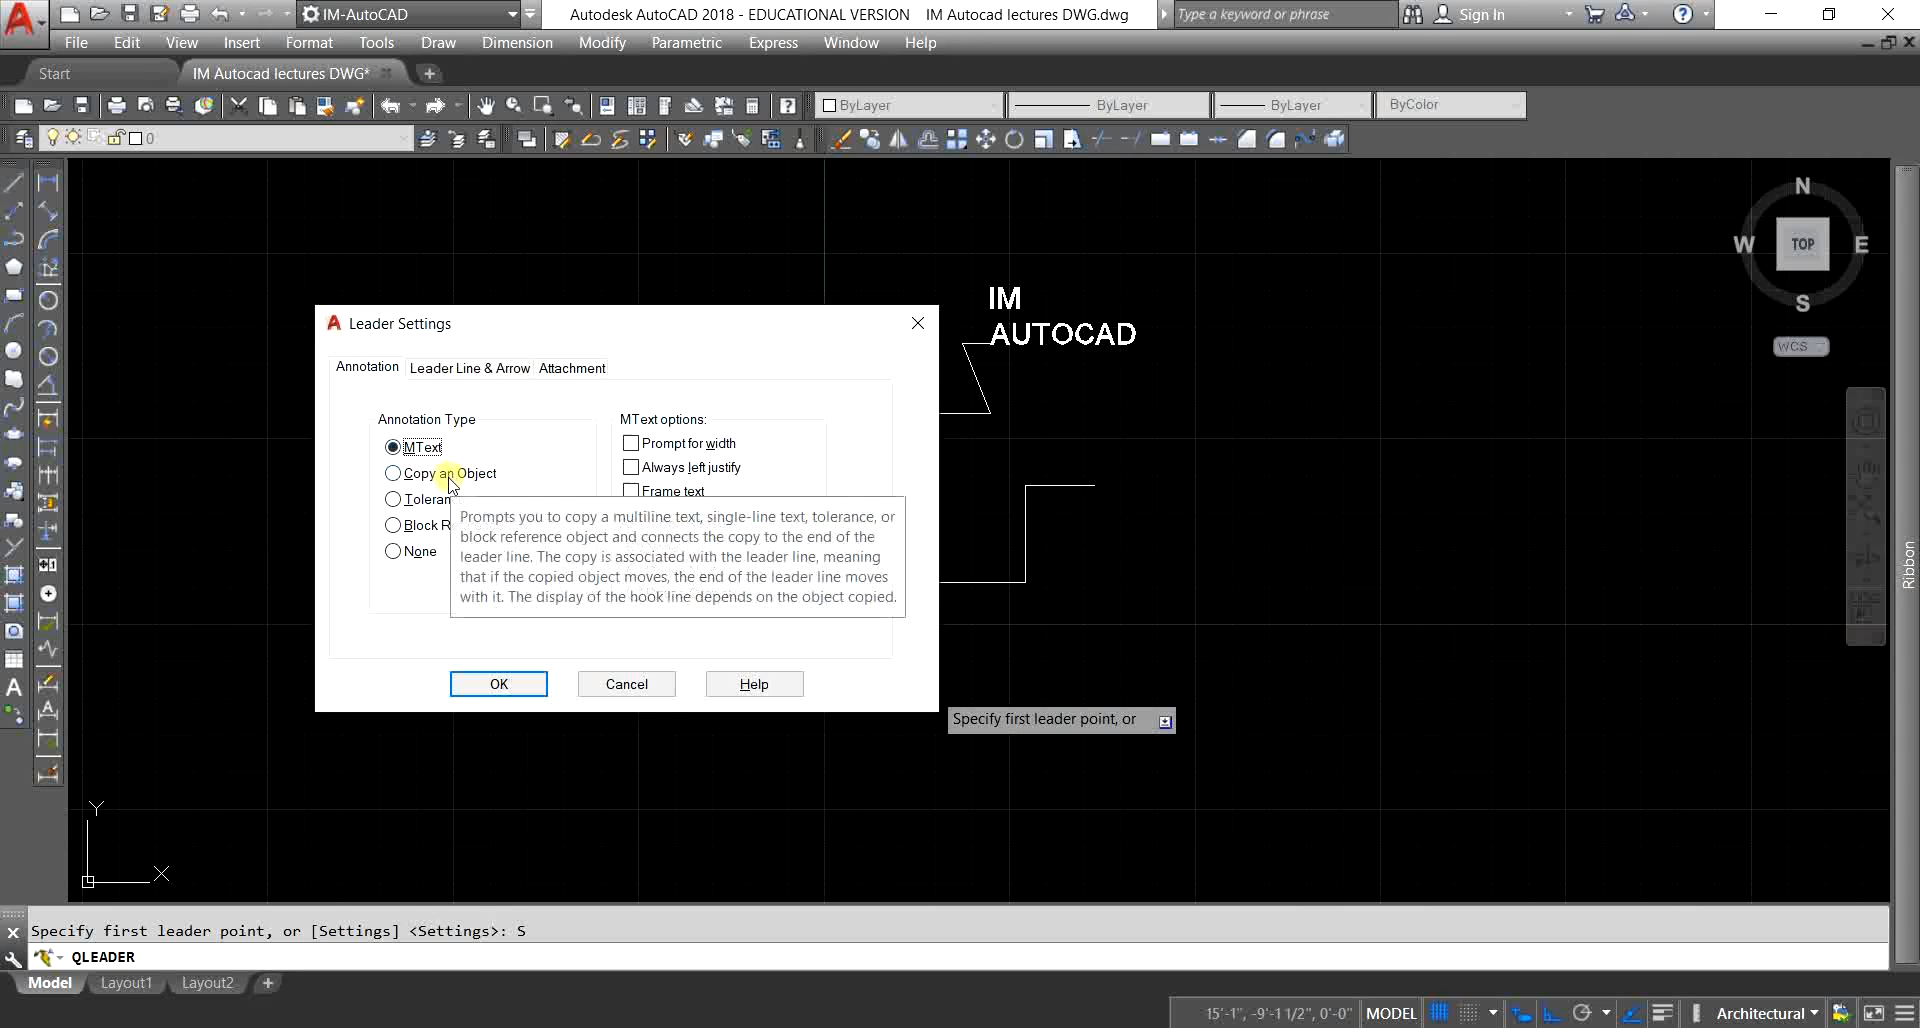 IM-AutoCAD
Autodesk AutoCAD 2018 - EDUCATIONAL VERSION IM Autocad lectures DWG.dwg
Type a keyword or phrase
Sign In
File Edit View Insert Format Tools Draw Dimension Modify Parametric Express Window Help
Start
IM Autocad lectures DWG*
ByLayer
ByLayer
ByLayer
ByColor
0
N
W TOP E
S
WCS
IM
AUTOCAD
Leader Settings
Annotation Leader Line & Arrow Attachment
Annotation Type
MText
Copy an Object
Toleran
Block R
None
MText options:
Prompt for width
Always left justify
Frame text
Prompts you to copy a multiline text, single-line text, tolerance, or
block reference object and connects the copy to the end of the
leader line. The copy is associated with the leader line, meaning
that if the copied object moves, the end of the leader line moves
with it. The display of the hook line depends on the object copied.
OK Cancel Help
Specify first leader point, or
Ribbon
Y
X
Specify first leader point, or [Settings] <Settings>: S
QLEADER
Model Layout1 Layout2
15'-1", -9'-1 1/2", 0'-0" MODEL Architectural